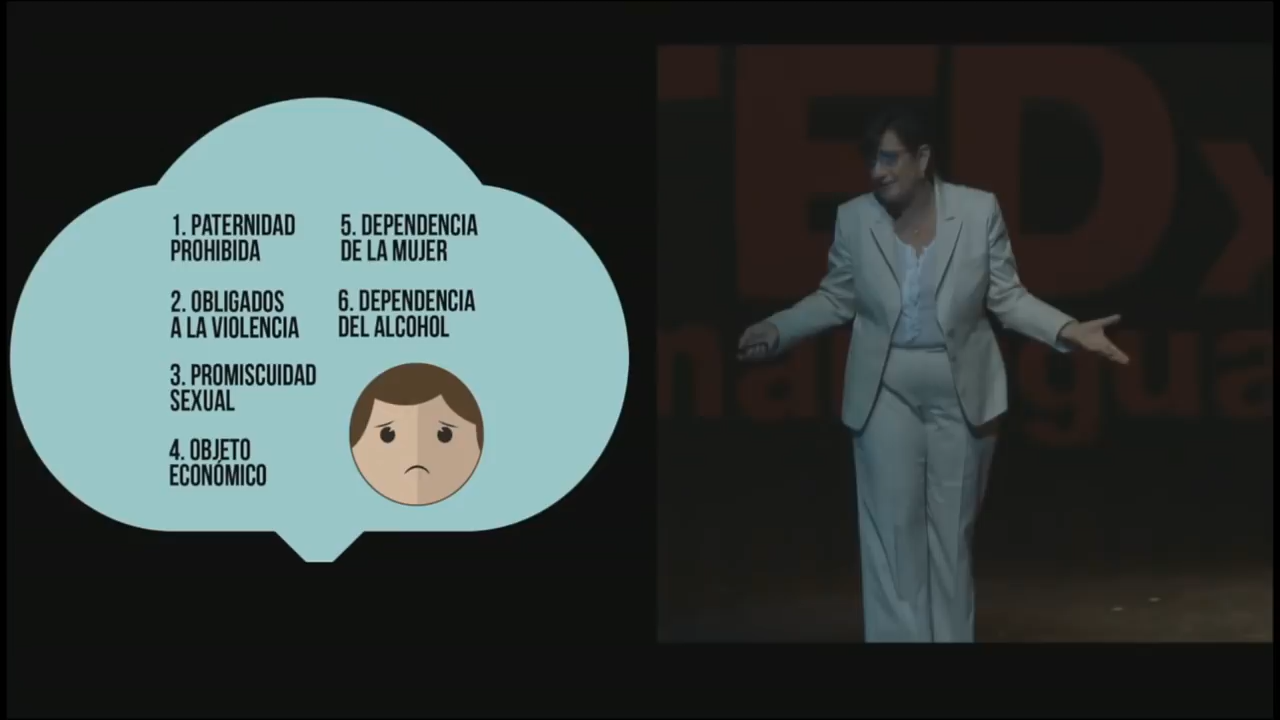 1. PATERNIDAD
PROHIBIDA
2. OBLIGADOS
A LA VIOLENCIA
3. PROMISCUIDAD
SEXUAL
4. OBJETO
ECONÓMICO
5. DEPENDENCIA
DE LA MUJER
6. DEPENDENCIA
DEL ALCOHOL
TEDx